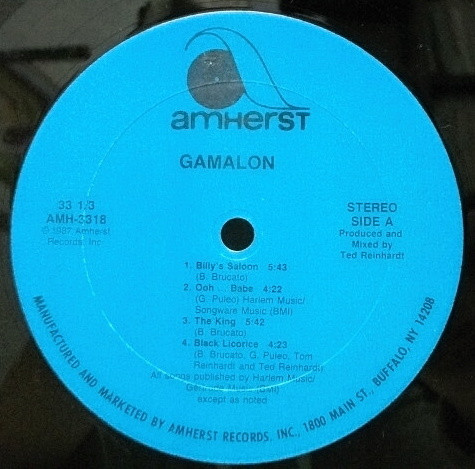 amHerST
GAMALON
33 1/3
AMH-3318
© 1987 Amherst
Records, Inc.
STEREO
SIDE A
Produced and
Mixed by
Ted Reinhardt
1. Billy's Saloon 5:43
(B. Brucato)
2. Ooh ... Babe 4:22
(G. Puleo) Harlem Music/
Songware Music (BMI)
3. The King 5:42
(B. Brucato)
4. Black Licorice 4:23
(B. Brucato, G. Puleo, Tom
Reinhardt and Ted Reinhardt)
All songs published by Harlem Music/
Music (BMI)
except as noted
MANUFACTURED AND MARKETED BY AMHERST RECORDS, INC., 1800 MAIN ST., BUFFALO, NY 14208